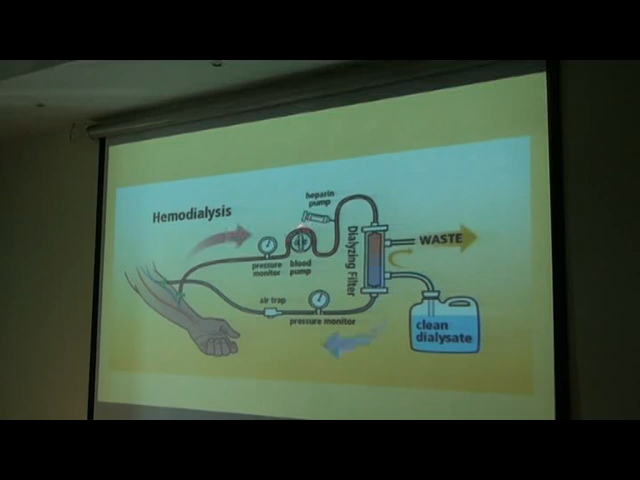 Hemodialysis
heparin
pump
pressure
monitor
blood
pump
Dialyzing Filter
WASTE
air trap
pressure monitor
clean
dialysate